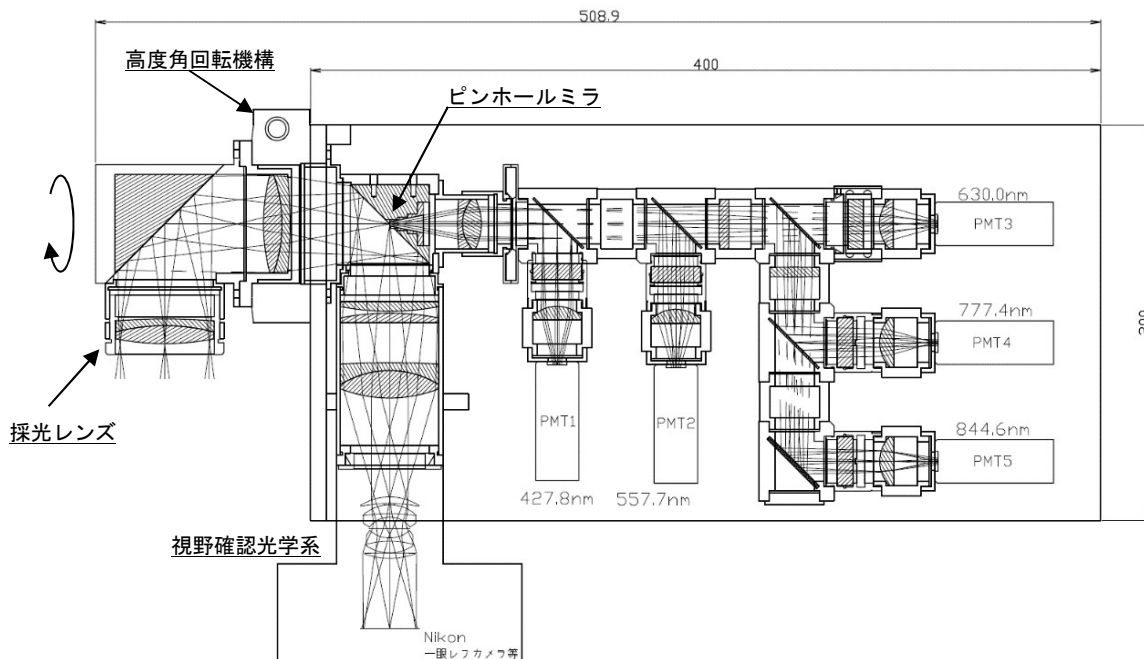 508.9
高度角回転機構
400
ピンホールミラ
630.0nm
PMT3
777.4nm
PMT4
採光レンズ
PMT1
PMT2
844.6nm
PMT5
427.8nm
557.7nm
視野確認光学系
Nikon
一眼レフカメラ等